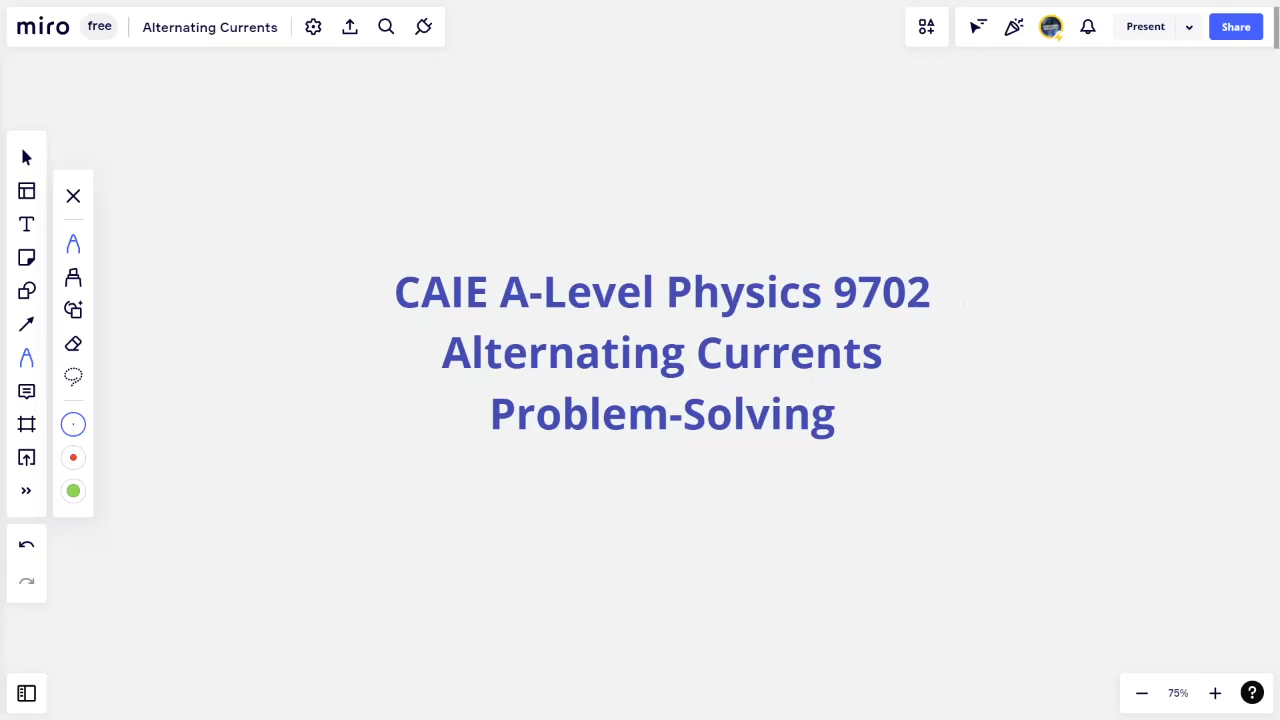 miro free Alternating Currents Present Share
CAIE A-Level Physics 9702
Alternating Currents
Problem-Solving
75%